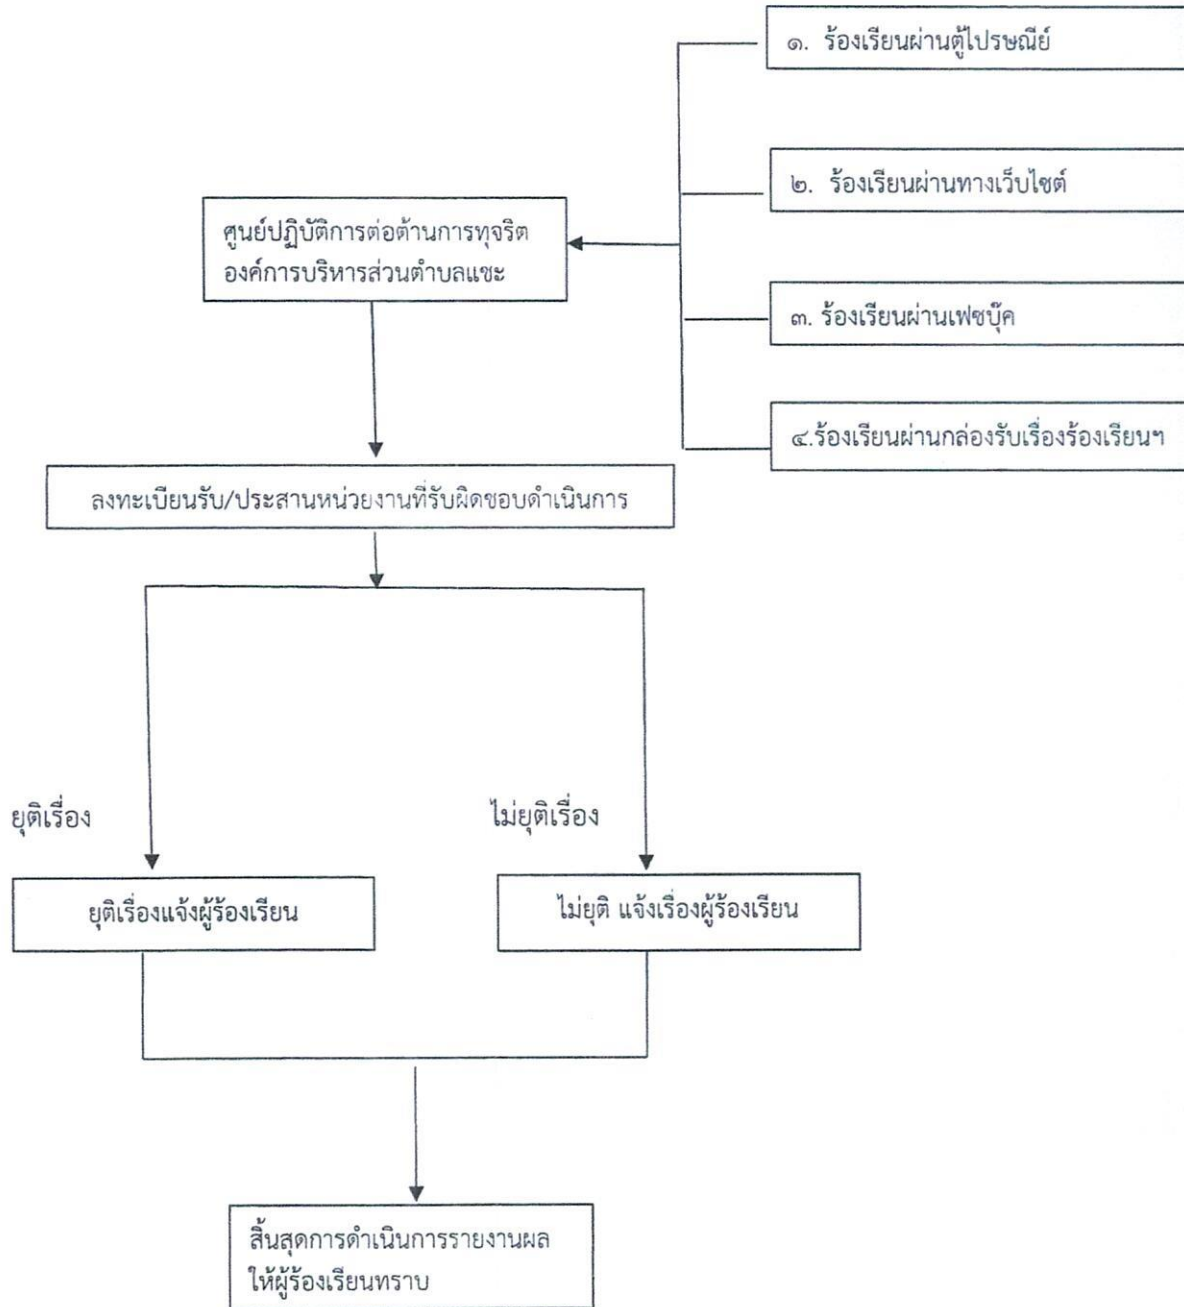 ๑. ร้องเรียนผ่านตู้ไปรษณีย์
๒. ร้องเรียนผ่านทางเว็บไซต์
ศูนย์ปฏิบัติการต่อต้านการทุจริต
องค์การบริหารส่วนตำบลแชะ
๓. ร้องเรียนผ่านเฟซบุ๊ค
๔.ร้องเรียนผ่านกล่องรับเรื่องร้องเรียนฯ
ลงทะเบียนรับ/ประสานหน่วยงานที่รับผิดชอบดำเนินการ
ยุติเรื่อง
ไม่ยุติเรื่อง
ยุติเรื่องแจ้งผู้ร้องเรียน
ไม่ยุติ แจ้งเรื่องผู้ร้องเรียน
สิ้นสุดการดำเนินการรายงานผล
ให้ผู้ร้องเรียนทราบ